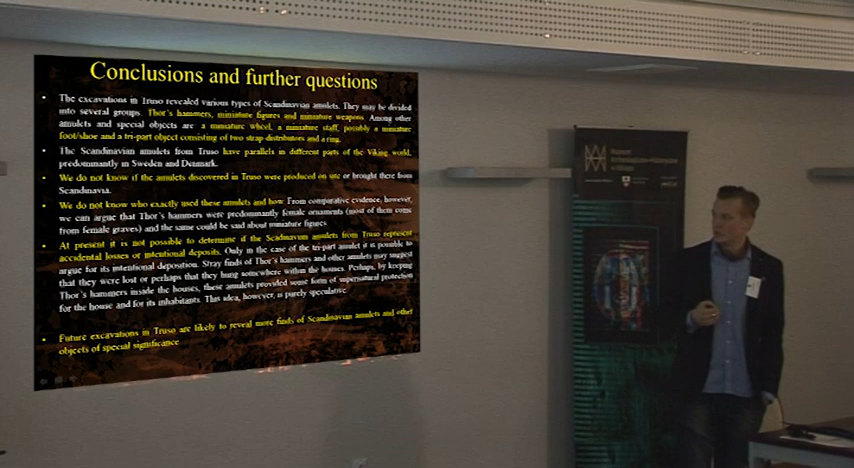 Conclusions and further questions
• The excavations in Truso revealed various types of Scandinavian amulets. They may be divided
into several groups. Thor's hammers, miniature figures and miniature weapons. Among other
amulets and special objects are a miniature wheel, a miniature staff, possibly a miniature
foot/shoe and a tri-part object consisting of two strap distributors and a ring.
• The Scandinavian amulets from Truso have parallels in different parts of the Viking world,
predominantly in Sweden and Denmark.
• We do not know if the amulets discovered in Truso were produced on site or brought there from
Scandinavia.
• We do not know who exactly used these amulets and how. From comparative evidence, however,
we can argue that Thor's hammers were predominantly female ornaments (most of them come
from female graves) and the same could be said about miniature figures.
• At present it is not possible to determine if the Scadinavian amulets from Truso represent
accidental losses or intentional deposits. Only in the case of the tri-part amulet it is possible to
argue for its intentional deposition. Stray finds of Thor's hammers and other amulets may suggest
that they were lost or perhaps that they hung somewhere within the houses. Perhaps, by keeping
Thor's hammers inside the houses, these amulets provided some form of supernatural protection
for the house and for its inhabitants. This idea, however, is purely speculative.
• Future excavations in Truso are likely to reveal more finds of Scandinavian amulets and other
objects of special significance
Muzeum